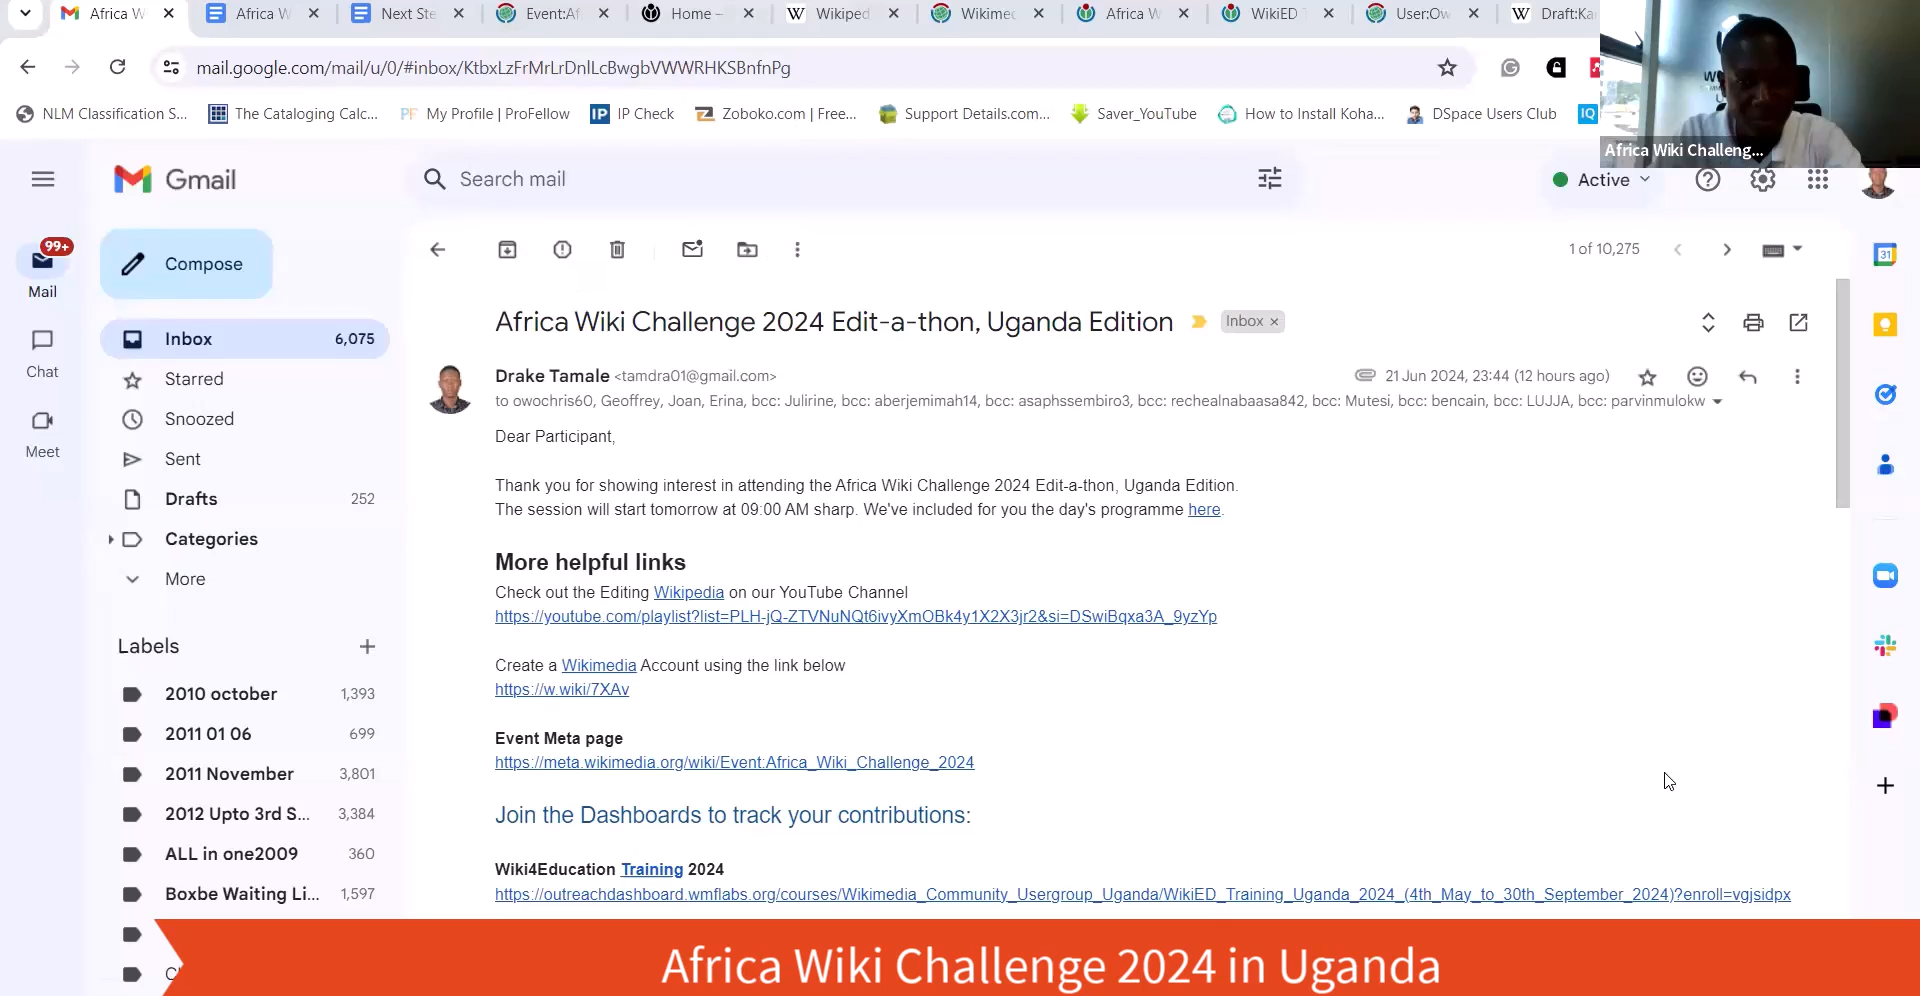 Africa W
Africa W
Next Ste
Event:Af
Home –
Wikiped
Wikimed
Africa W
WikiED T
User:Ow
Draft:Ka
mail.google.com/mail/u/0/#inbox/KtbxLzFrMrLrDnlLcBwgbVWWRHKSBnfnPg
NLM Classification S...
The Cataloging Calc...
PF My Profile | ProFellow
IP IP Check
Zoboko.com | Free...
Support Details.com...
Saver_YouTube
How to Install Koha...
DSpace Users Club
IQ
Africa Wiki Challeng...
Gmail
Search mail
Active
99+
Mail
Chat
Meet
Compose
Inbox 6,075
Starred
Snoozed
Sent
Drafts 252
Categories
More
Labels
2010 october 1,393
2011 01 06 699
2011 November 3,801
2012 Upto 3rd S... 3,384
ALL in one2009 360
Boxbe Waiting Li... 1,597
1 of 10,275
Africa Wiki Challenge 2024 Edit-a-thon, Uganda Edition
Inbox
Drake Tamale <tamdra01@gmail.com>
21 Jun 2024, 23:44 (12 hours ago)
to owochris60, Geoffrey, Joan, Erina, bcc: Julirine, bcc: aberjemimah14, bcc: asaphssembiro3, bcc: rechealnabaasa842, bcc: Mutesi, bcc: bencain, bcc: LUJJA, bcc: parvinmulokw
Dear Participant,
Thank you for showing interest in attending the Africa Wiki Challenge 2024 Edit-a-thon, Uganda Edition.
The session will start tomorrow at 09:00 AM sharp. We've included for you the day's programme here.
More helpful links
Check out the Editing Wikipedia on our YouTube Channel
https://youtube.com/playlist?list=PLH-jQ-ZTVNuNQt6ivyXmOBk4y1X2X3jr2&si=DSwiBqxa3A_9yzYp
Create a Wikimedia Account using the link below
https://w.wiki/7XAv
Event Meta page
https://meta.wikimedia.org/wiki/Event:Africa_Wiki_Challenge_2024
Join the Dashboards to track your contributions:
Wiki4Education Training 2024
https://outreachdashboard.wmflabs.org/courses/Wikimedia_Community_Usergroup_Uganda/WikiED_Training_Uganda_2024_(4th_May_to_30th_September_2024)?enroll=vgjsidpx
31
Africa Wiki Challenge 2024 in Uganda